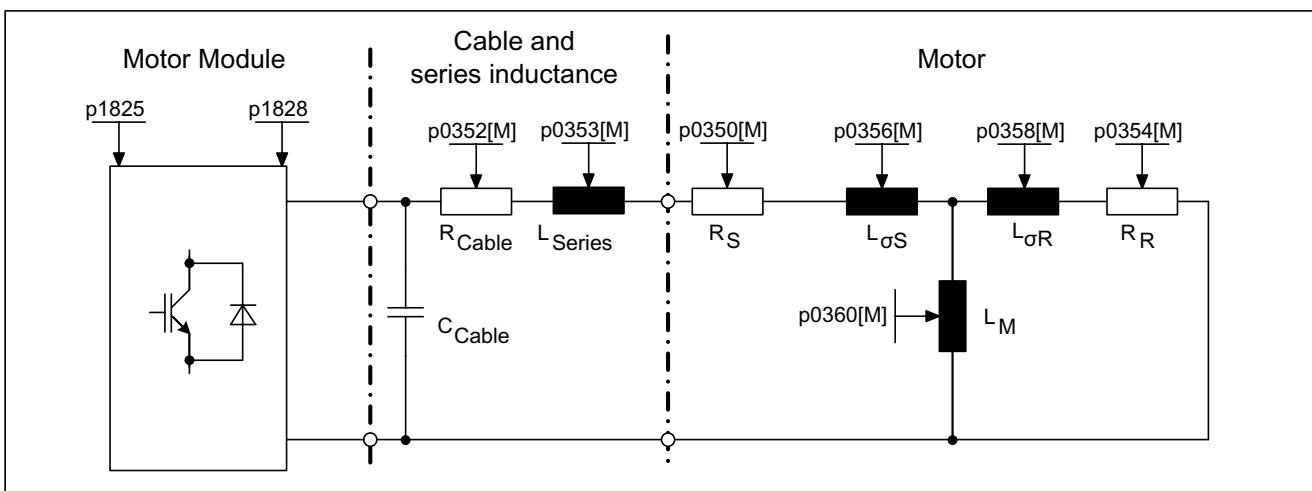 Motor Module
Cable and
series inductance
Motor
p1825
p1828
p0352[M]
p0353[M]
p0350[M]
p0356[M]
p0358[M]
p0354[M]
RCable
LSeries
RS
LσS
LσR
RR
p0360[M]
LM
CCable